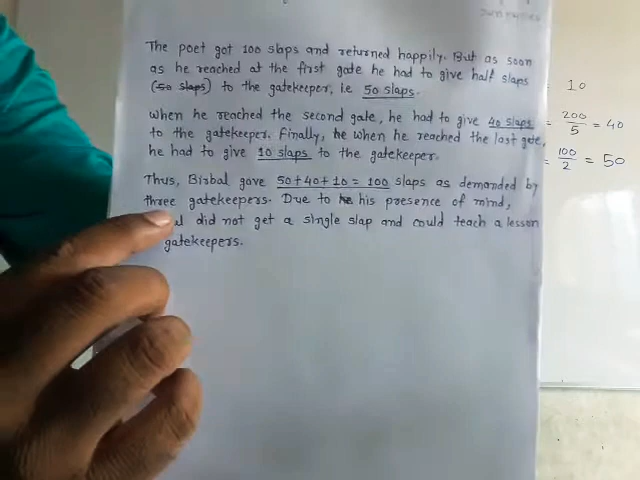 The poet got 100 slaps and returned happily. But as soon
as he reached at the first gate he had to give half slaps
(50 slaps) to the gatekeeper, i.e 50 slaps.
When he reached the second gate, he had to give 40 slaps
to the gatekeeper. Finally, he when he reached the last gate,
he had to give 10 slaps to the gatekeeper.
Thus, Birbal gave 50+40+10 = 100 slaps as demanded by
three gatekeepers. Due to his presence of mind,
al did not get a single slap and could teach a lesson
gatekeepers.
= 10
= 200/5 = 40
= 100/2 = 50